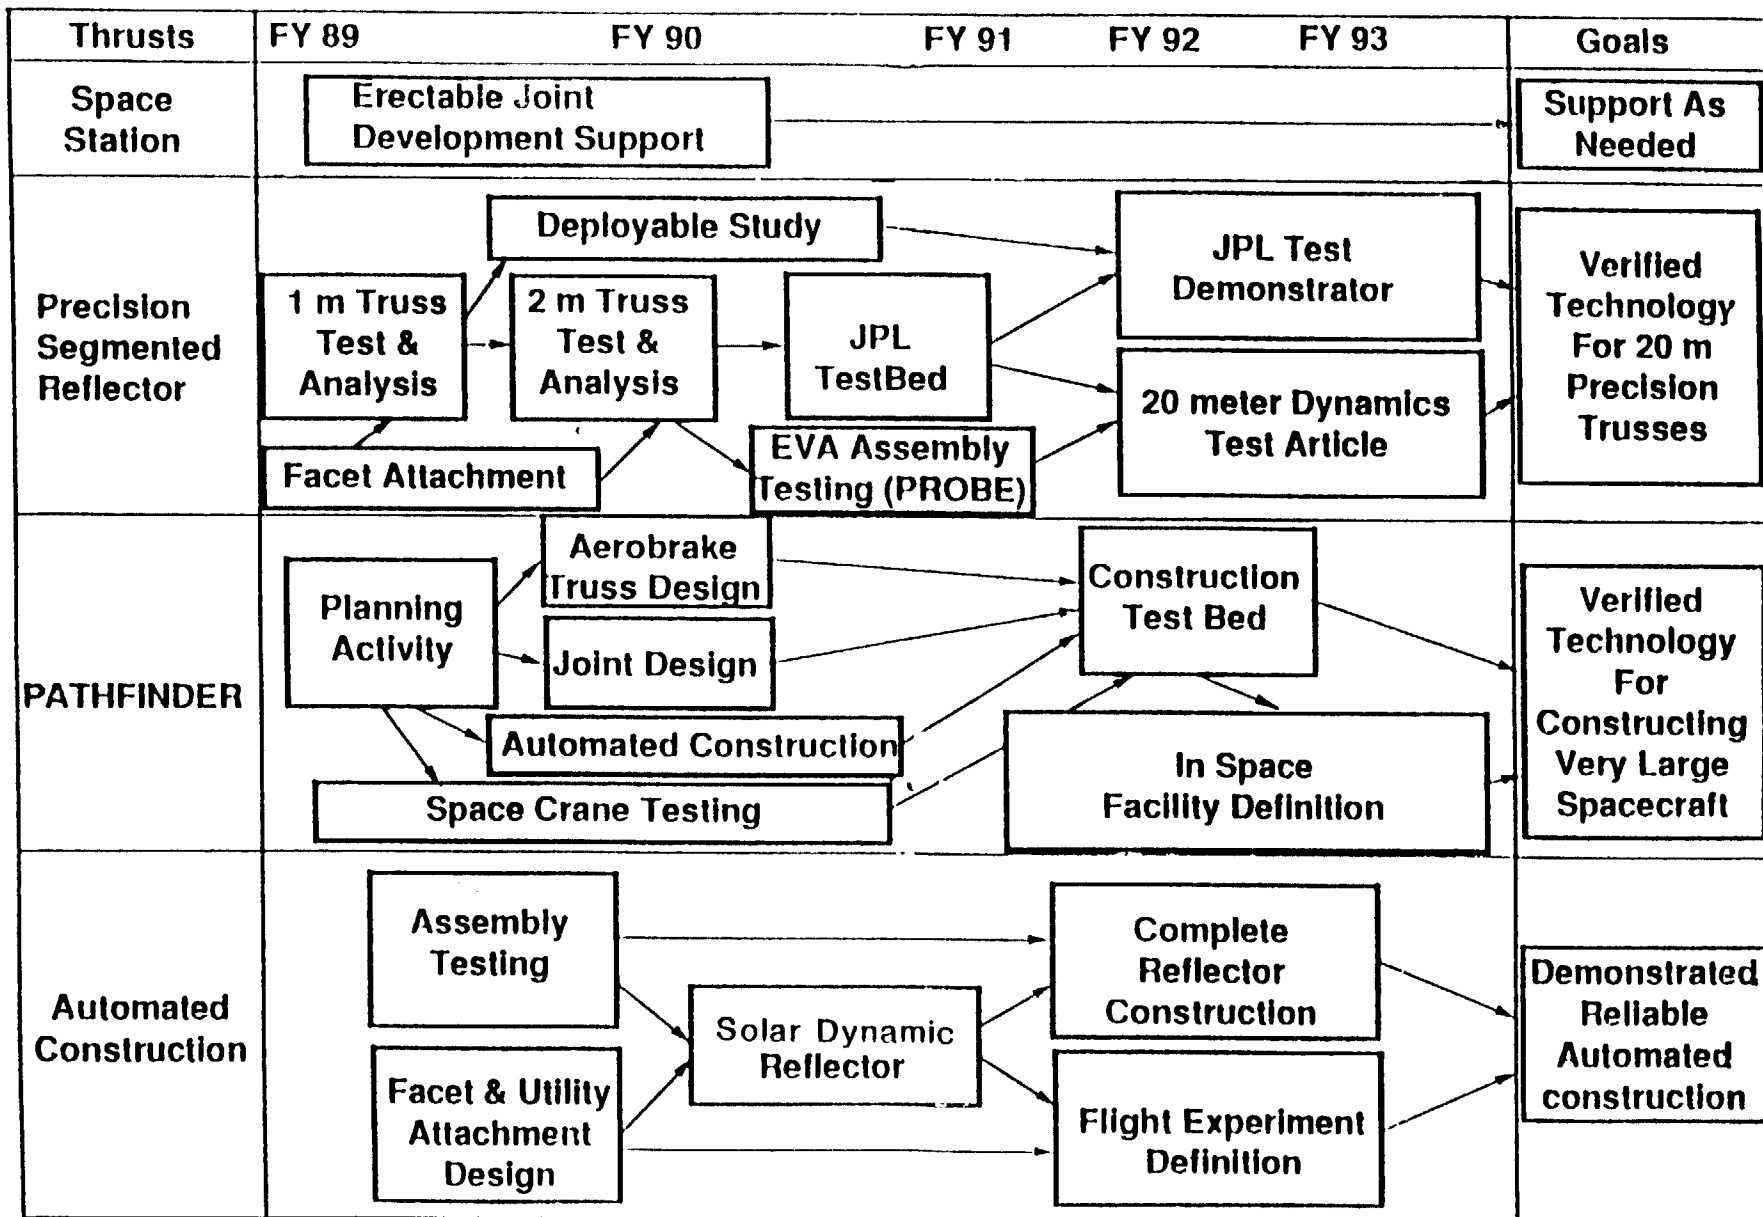 Thrusts
FY 89
FY 90
FY 91
FY 92
FY 93
Goals
Space
Station
Erectable Joint
Development Support
Support As
Needed
Precision
Segmented
Reflector
Deployable Study
1 m Truss
Test &
Analysis
2 m Truss
Test &
Analysis
JPL
TestBed
JPL Test
Demonstrator
20 meter Dynamics
Test Article
Facet Attachment
EVA Assembly
Testing (PROBE)
Verified
Technology
For 20 m
Precision
Trusses
PATHFINDER
Planning
Activity
Aerobrake
Truss Design
Joint Design
Automated Construction
Space Crane Testing
Construction
Test Bed
In Space
Facility Definition
Verified
Technology
For
Constructing
Very Large
Spacecraft
Automated
Construction
Assembly
Testing
Facet & Utility
Attachment
Design
Solar Dynamic
Reflector
Complete
Reflector
Construction
Flight Experiment
Definition
Demonstrated
Reliable
Automated
construction